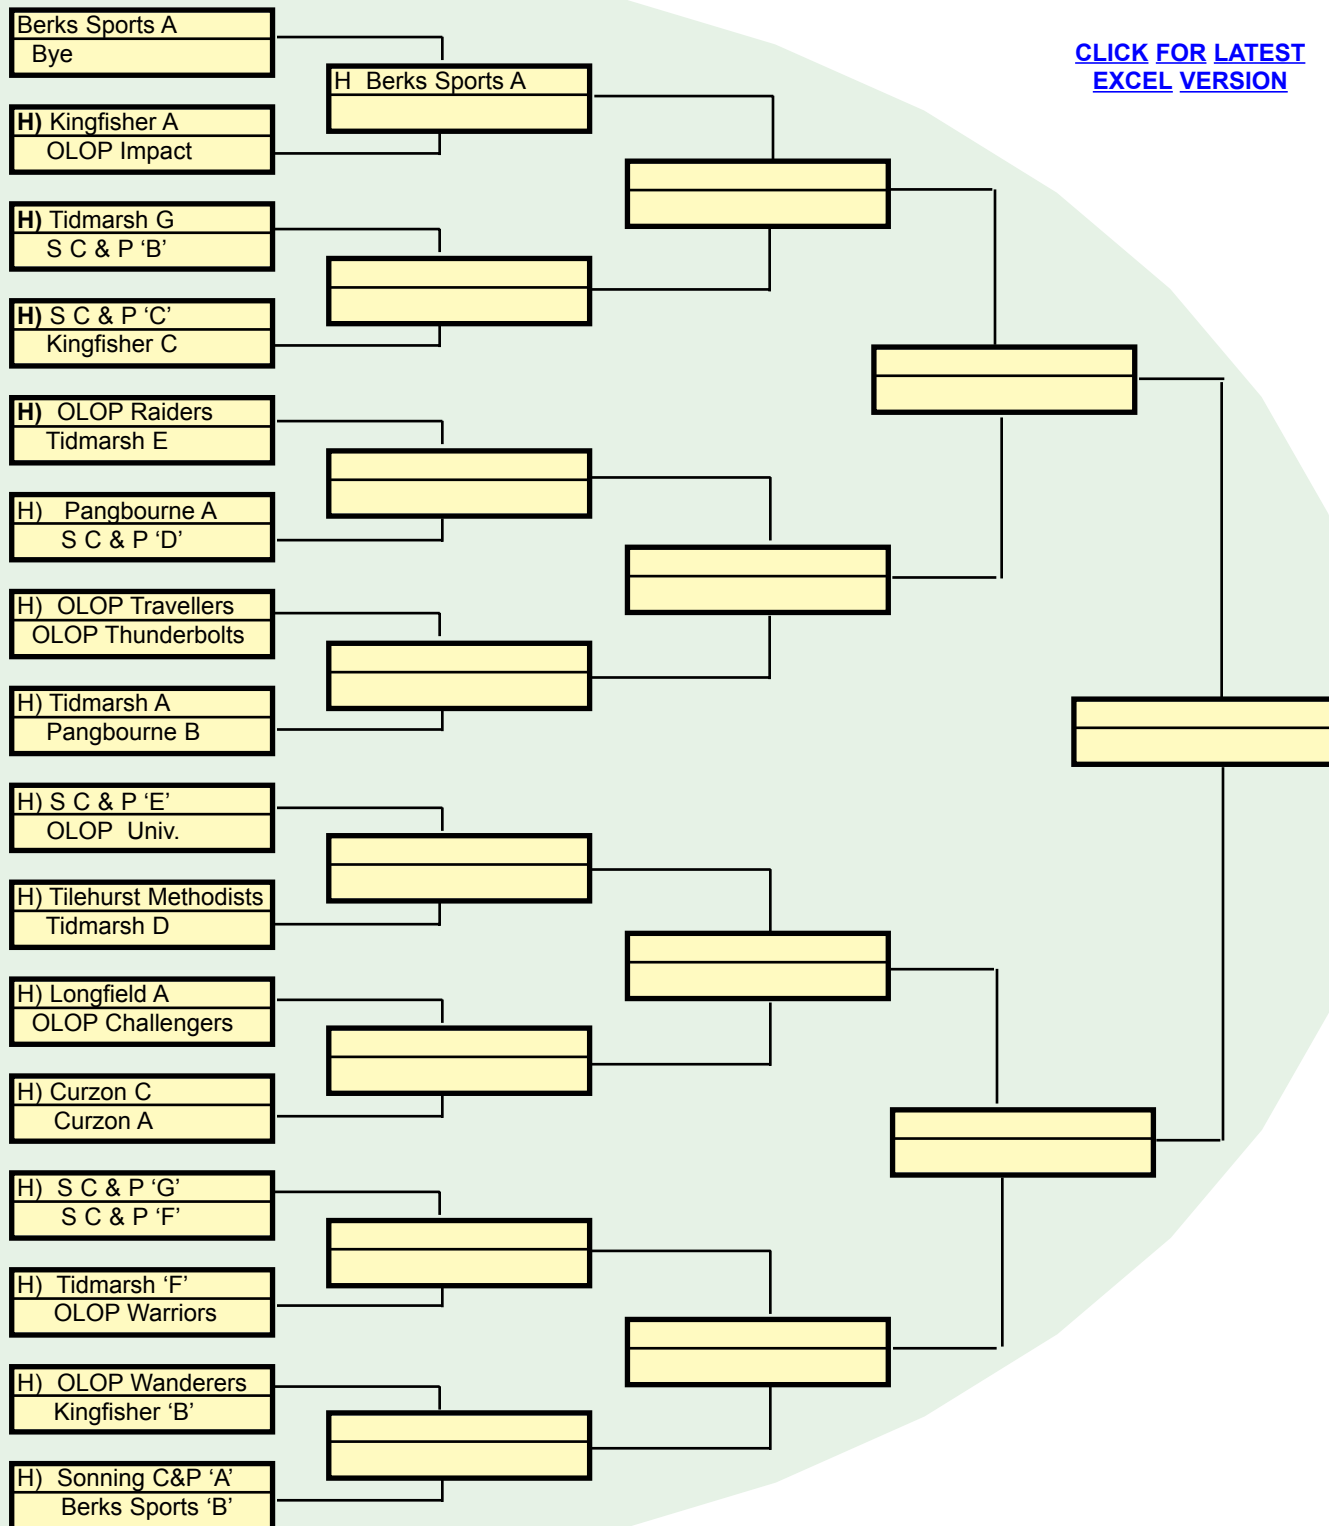 Berks Sports A
Bye
H) Kingfisher A
OLOP Impact
H) Tidmarsh G
S C & P ‘B’
H) S C & P ‘C’
Kingfisher C
H) OLOP Raiders
Tidmarsh E
H) Pangbourne A
S C & P ‘D’
H) OLOP Travellers
OLOP Thunderbolts
H) Tidmarsh A
Pangbourne B
H) S C & P ‘E’
OLOP Univ.
H) Tilehurst Methodists
Tidmarsh D
H) Longfield A
OLOP Challengers
H) Curzon C
Curzon A
H) S C & P ‘G’
S C & P ‘F’
H) Tidmarsh ‘F’
OLOP Warriors
H) OLOP Wanderers
Kingfisher ‘B’
H) Sonning C&P ‘A’
Berks Sports ‘B’
H Berks Sports A
CLICK FOR LATEST
EXCEL VERSION